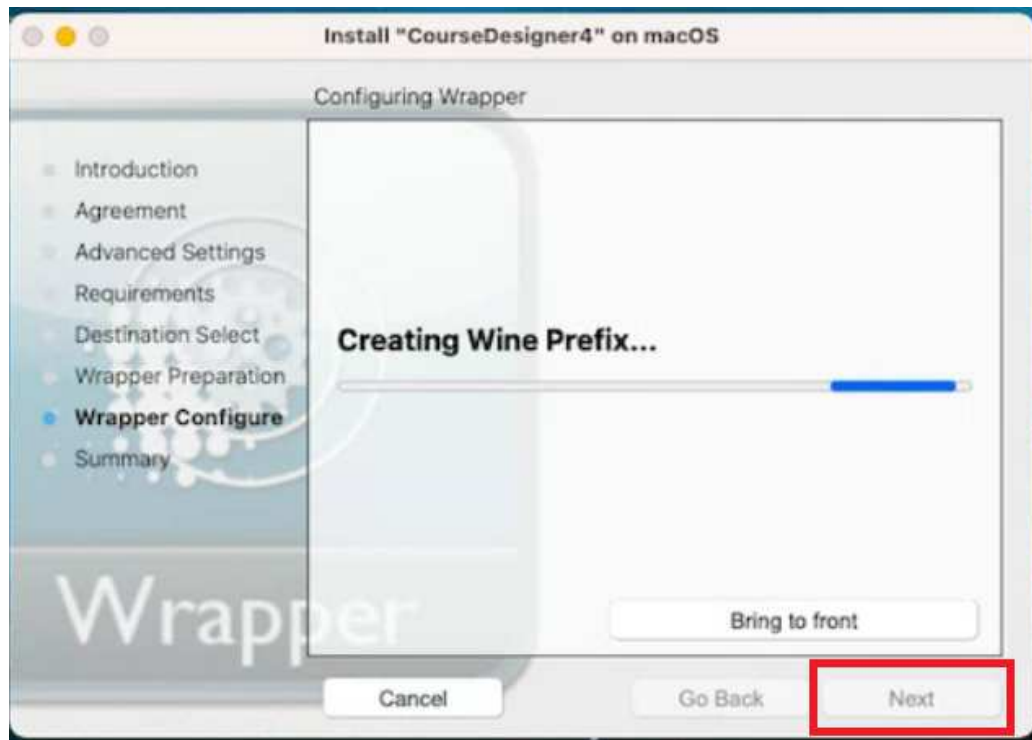 Install "CourseDesigner4" on macOS
Configuring Wrapper
Introduction
Agreement
Advanced Settings
Requirements
Destination Select
Wrapper Preparation
Wrapper Configure
Summary
Creating Wine Prefix...
Wrapper
Bring to front
Cancel
Go Back
Next